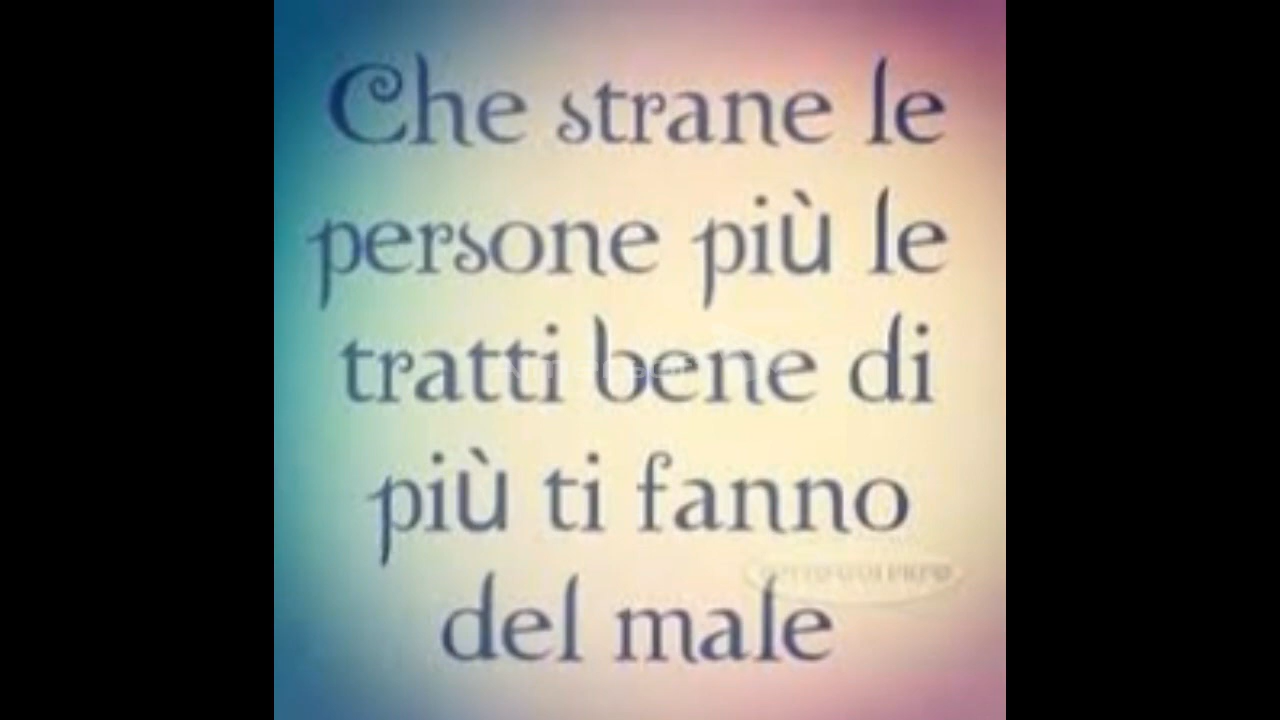 Che strane le
persone più le
tratti bene di
più ti fanno
del male